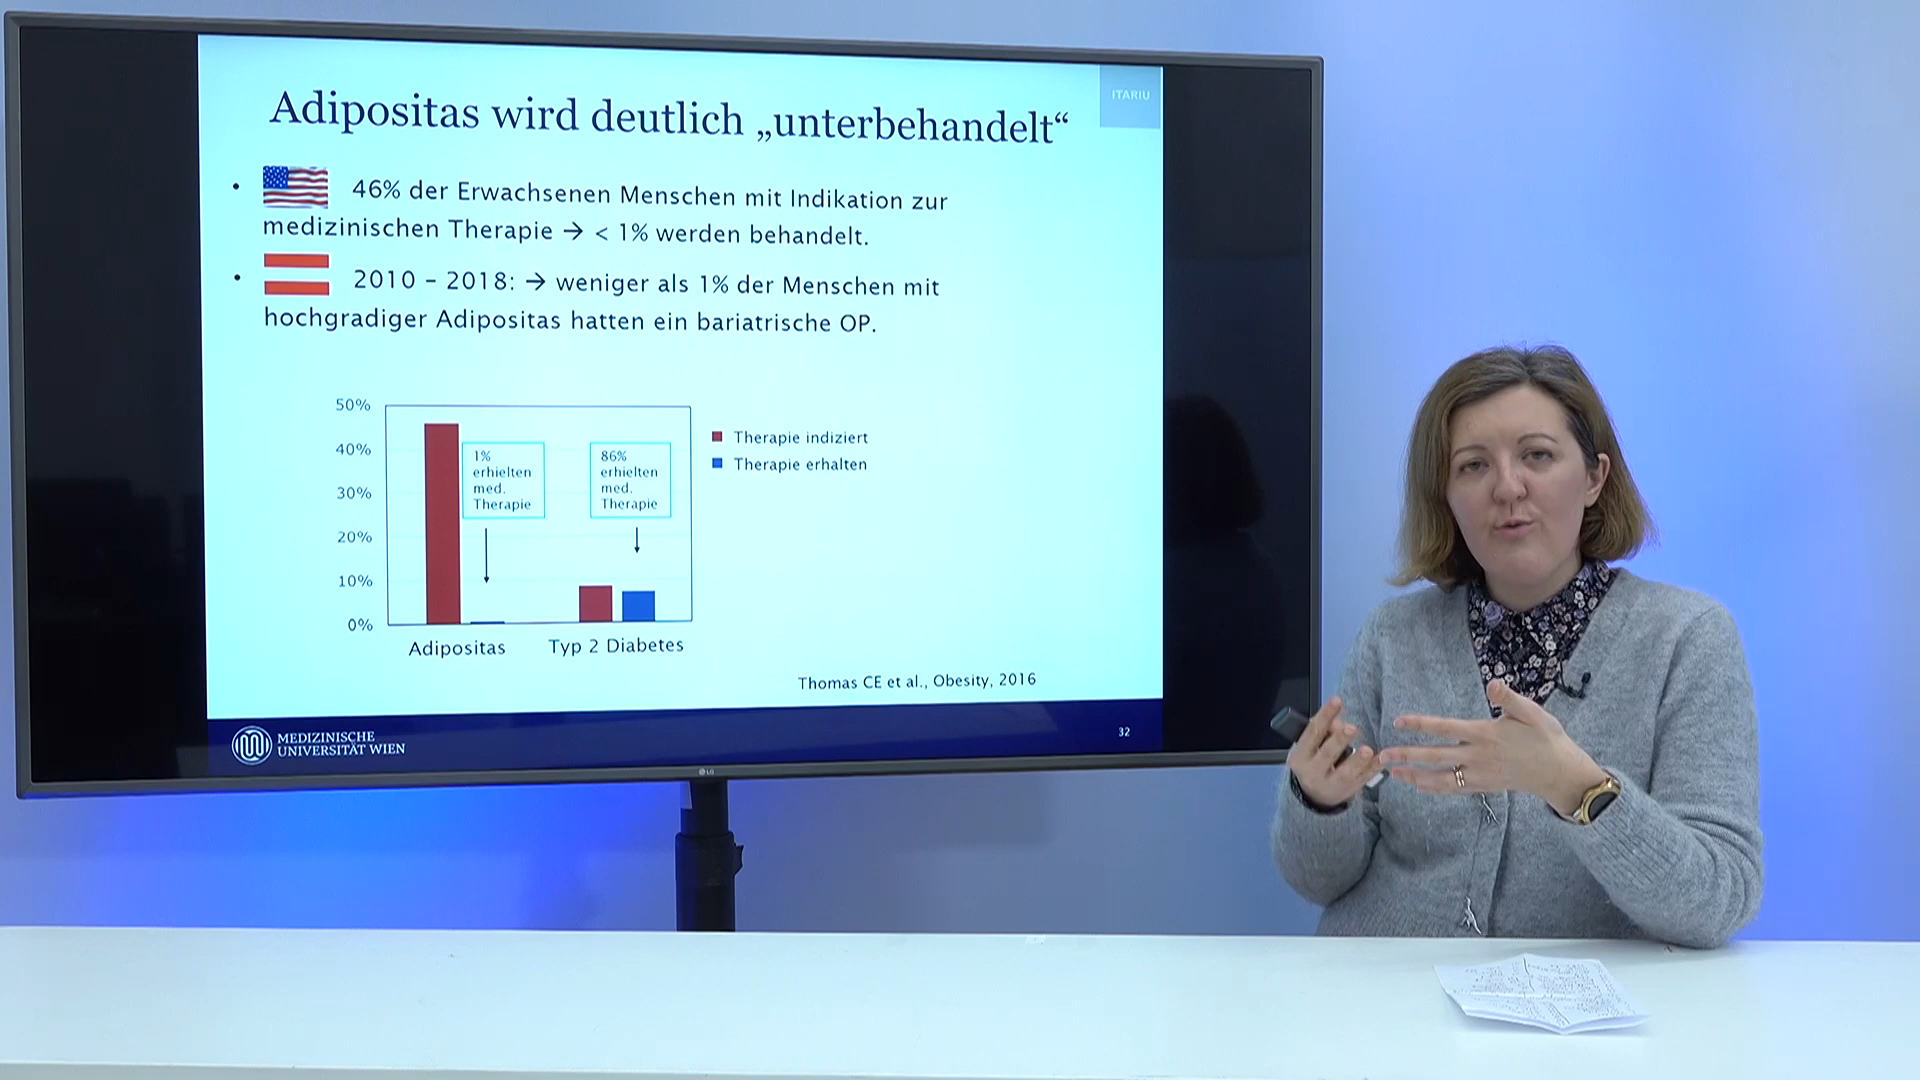 Adipositas wird deutlich „unterbehandelt“
ITARIU
• 46% der Erwachsenen Menschen mit Indikation zur
medizinischen Therapie → < 1% werden behandelt.
• 2010 – 2018: → weniger als 1% der Menschen mit
hochgradiger Adipositas hatten ein bariatrische OP.
50%
40%
30%
20%
10%
0%
1%
erhielten
med.
Therapie
86%
erhielten
med.
Therapie
Therapie indiziert
Therapie erhalten
Adipositas
Typ 2 Diabetes
Thomas CE et al., Obesity, 2016
MEDIZINISCHE
UNIVERSITÄT WIEN
32
LG